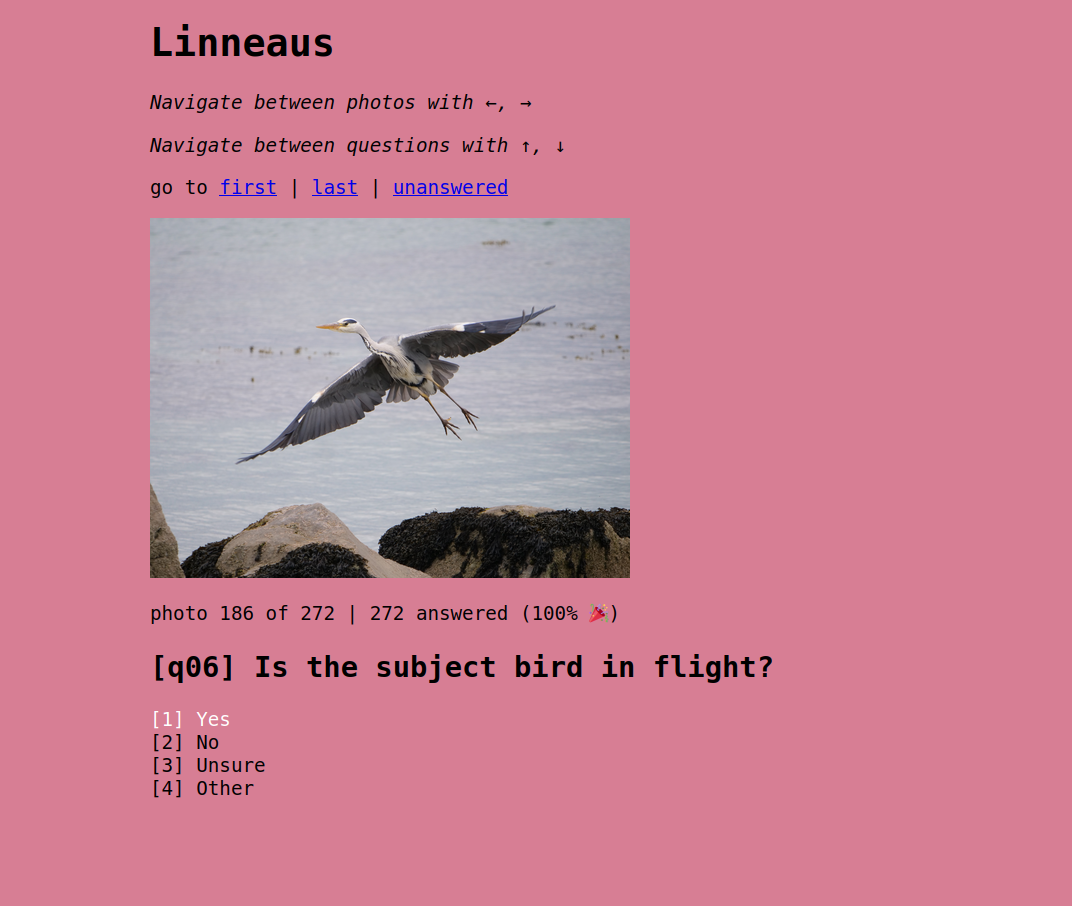 Linneaus
Navigate between photos with ←, →
Navigate between questions with ↑, ↓
go to first | last | unanswered
photo 186 of 272 | 272 answered (100% 🎉)
[q06] Is the subject bird in flight?
[1] Yes
[2] No
[3] Unsure
[4] Other